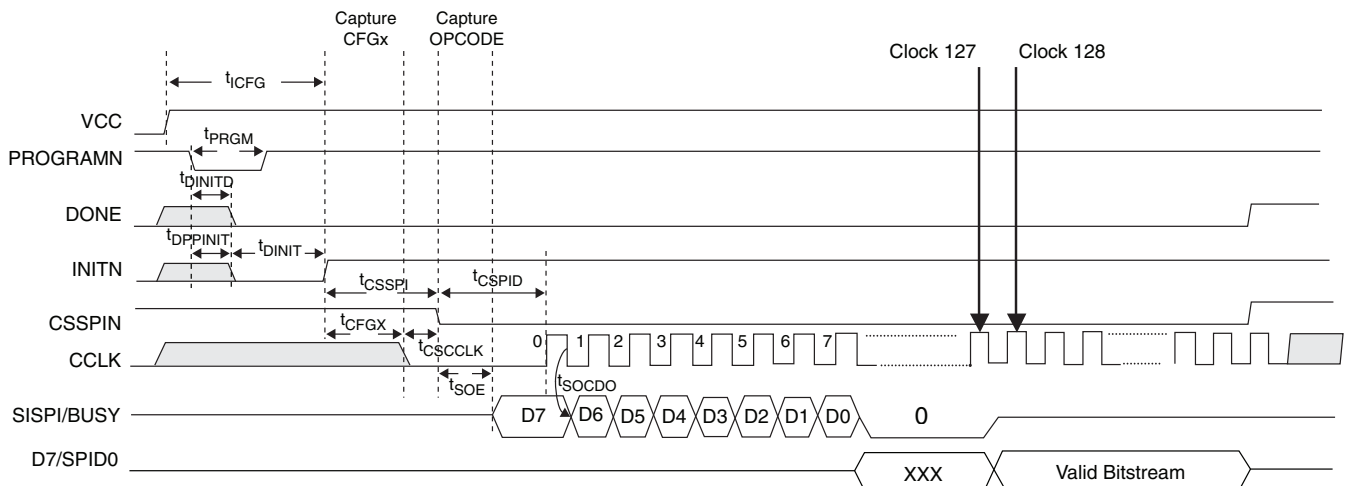 Capture CFGx
Capture OPCODE
Clock 127
Clock 128
tICFG
VCC
tPRGM
PROGRAMN
tDINITD
DONE
tDPPINIT
tDINIT
INITN
tCSSPI
tCSPID
CSSPIN
tCFGX
0 1 2 3 4 5 6 7
tCSCCLK
CCLK
tSOE
tSOCDO
SISPI/BUSY
D7 D6 D5 D4 D3 D2 D1 D0 0
D7/SPID0
XXX
Valid Bitstream